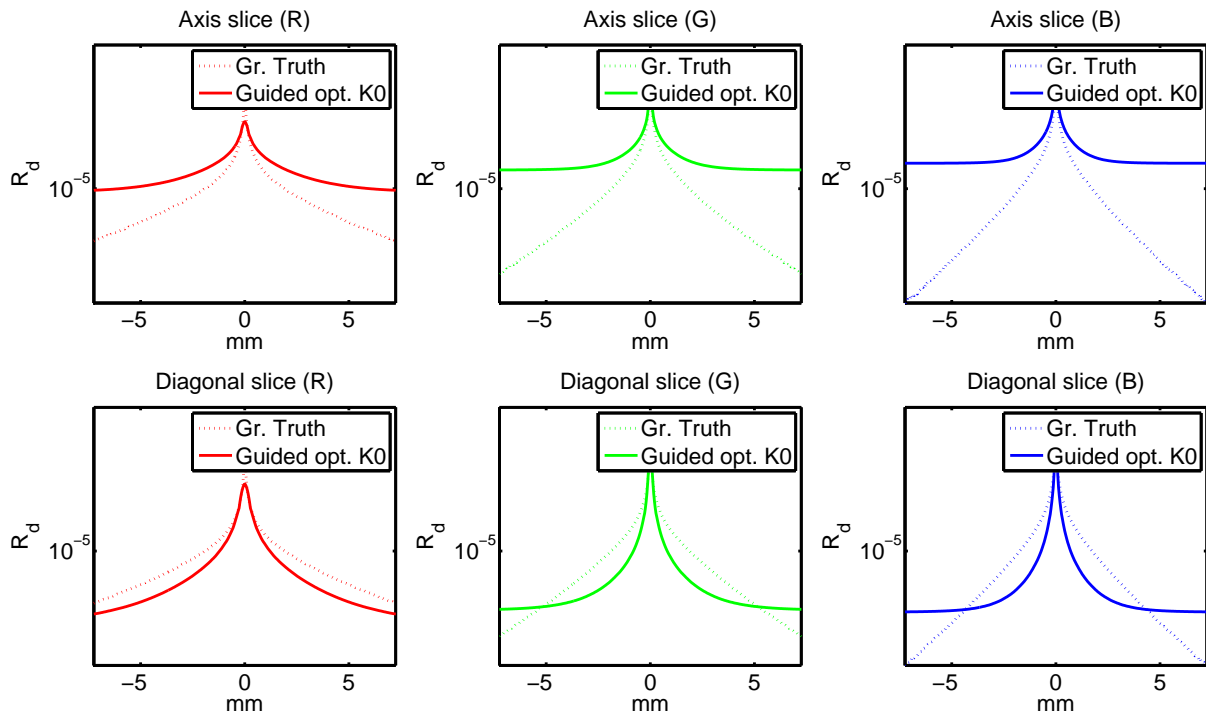 Axis slice (R)
Axis slice (G)
Axis slice (B)
Gr. Truth
Guided opt. K0
Gr. Truth
Guided opt. K0
Gr. Truth
Guided opt. K0
R_d
10^−5
R_d
10^−5
R_d
10^−5
−5 0 5
−5 0 5
−5 0 5
mm
mm
mm
Diagonal slice (R)
Diagonal slice (G)
Diagonal slice (B)
Gr. Truth
Guided opt. K0
Gr. Truth
Guided opt. K0
Gr. Truth
Guided opt. K0
R_d
10^−5
R_d
10^−5
R_d
10^−5
−5 0 5
−5 0 5
−5 0 5
mm
mm
mm